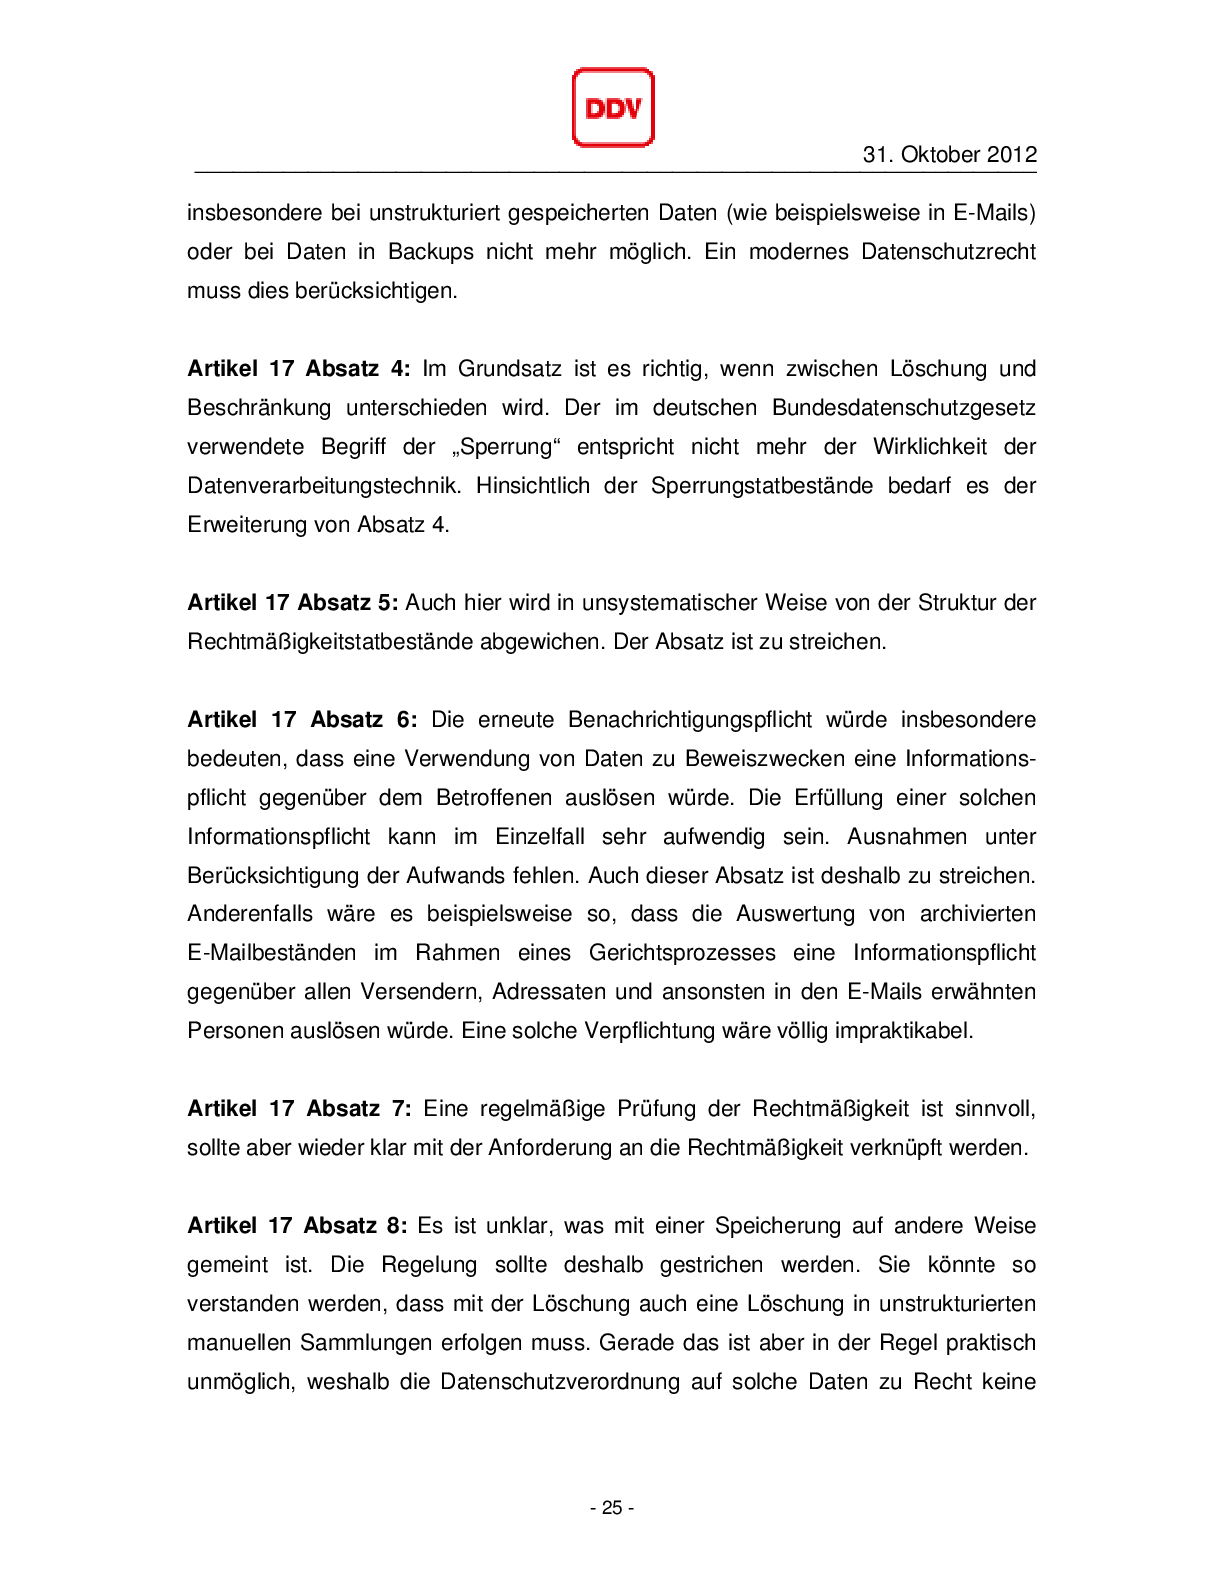 DDV
31. Oktober 2012
insbesondere bei unstrukturiert gespeicherten Daten (wie beispielsweise in E-Mails)
oder bei Daten in Backups nicht mehr möglich. Ein modernes Datenschutzrecht
muss dies berücksichtigen.
Artikel 17 Absatz 4: Im Grundsatz ist es richtig, wenn zwischen Löschung und
Beschränkung unterschieden wird. Der im deutschen Bundesdatenschutzgesetz
verwendete Begriff der „Sperrung“ entspricht nicht mehr der Wirklichkeit der
Datenverarbeitungstechnik. Hinsichtlich der Sperrungstatbestände bedarf es der
Erweiterung von Absatz 4.
Artikel 17 Absatz 5: Auch hier wird in unsystematischer Weise von der Struktur der
Rechtmäßigkeitstatbestände abgewichen. Der Absatz ist zu streichen.
Artikel 17 Absatz 6: Die erneute Benachrichtigungspflicht würde insbesondere
bedeuten, dass eine Verwendung von Daten zu Beweiszwecken eine Informations-
pflicht gegenüber dem Betroffenen auslösen würde. Die Erfüllung einer solchen
Informationspflicht kann im Einzelfall sehr aufwendig sein. Ausnahmen unter
Berücksichtigung der Aufwands fehlen. Auch dieser Absatz ist deshalb zu streichen.
Anderenfalls wäre es beispielsweise so, dass die Auswertung von archivierten
E-Mailbeständen im Rahmen eines Gerichtsprozesses eine Informationspflicht
gegenüber allen Versendern, Adressaten und ansonsten in den E-Mails erwähnten
Personen auslösen würde. Eine solche Verpflichtung wäre völlig impraktikabel.
Artikel 17 Absatz 7: Eine regelmäßige Prüfung der Rechtmäßigkeit ist sinnvoll,
sollte aber wieder klar mit der Anforderung an die Rechtmäßigkeit verknüpft werden.
Artikel 17 Absatz 8: Es ist unklar, was mit einer Speicherung auf andere Weise
gemeint ist. Die Regelung sollte deshalb gestrichen werden. Sie könnte so
verstanden werden, dass mit der Löschung auch eine Löschung in unstrukturierten
manuellen Sammlungen erfolgen muss. Gerade das ist aber in der Regel praktisch
unmöglich, weshalb die Datenschutzverordnung auf solche Daten zu Recht keine
- 25 -